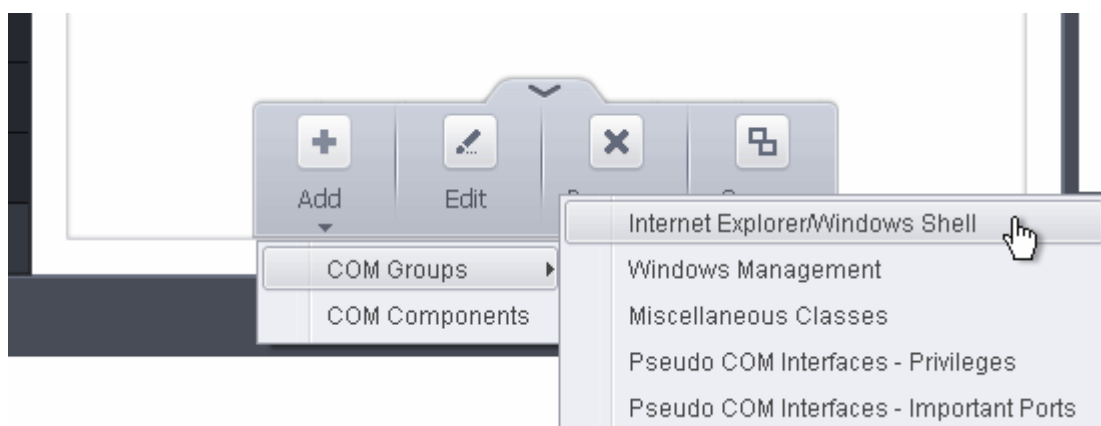 Add
Edit
Internet Explorer/Windows Shell
COM Groups
Windows Management
COM Components
Miscellaneous Classes
Pseudo COM Interfaces - Privileges
Pseudo COM Interfaces - Important Ports